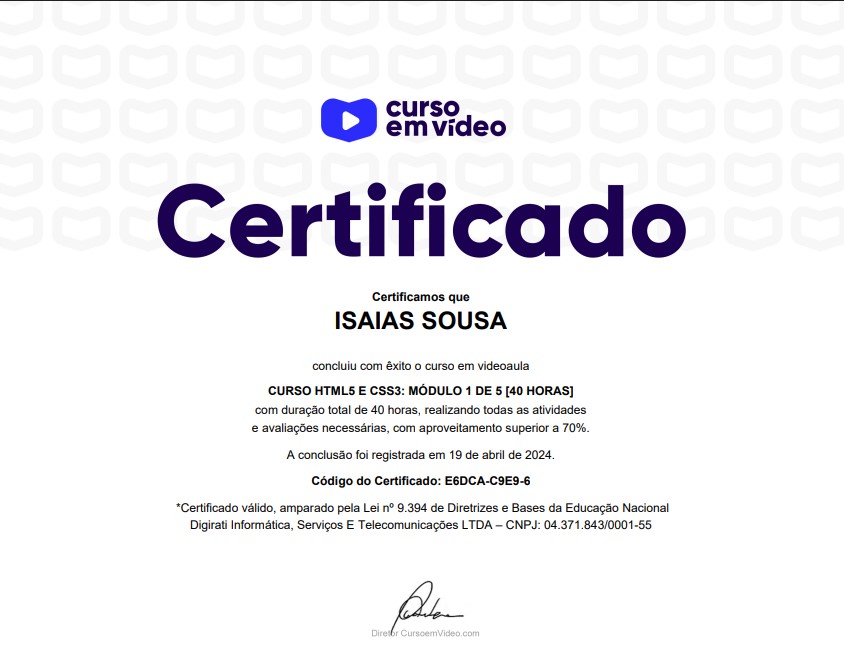 curso
em vídeo
Certificado
Certificamos que
ISAIAS SOUSA
concluiu com êxito o curso em videoaula
CURSO HTML5 E CSS3: MÓDULO 1 DE 5 [40 HORAS]
com duração total de 40 horas, realizando todas as atividades
e avaliações necessárias, com aproveitamento superior a 70%.
A conclusão foi registrada em 19 de abril de 2024.
Código do Certificado: E6DCA-C9E9-6
*Certificado válido, amparado pela Lei nº 9.394 de Diretrizes e Bases da Educação Nacional
Digirati Informática, Serviços E Telecomunicações LTDA – CNPJ: 04.371.843/0001-55
Diretor CursoemVideo.com